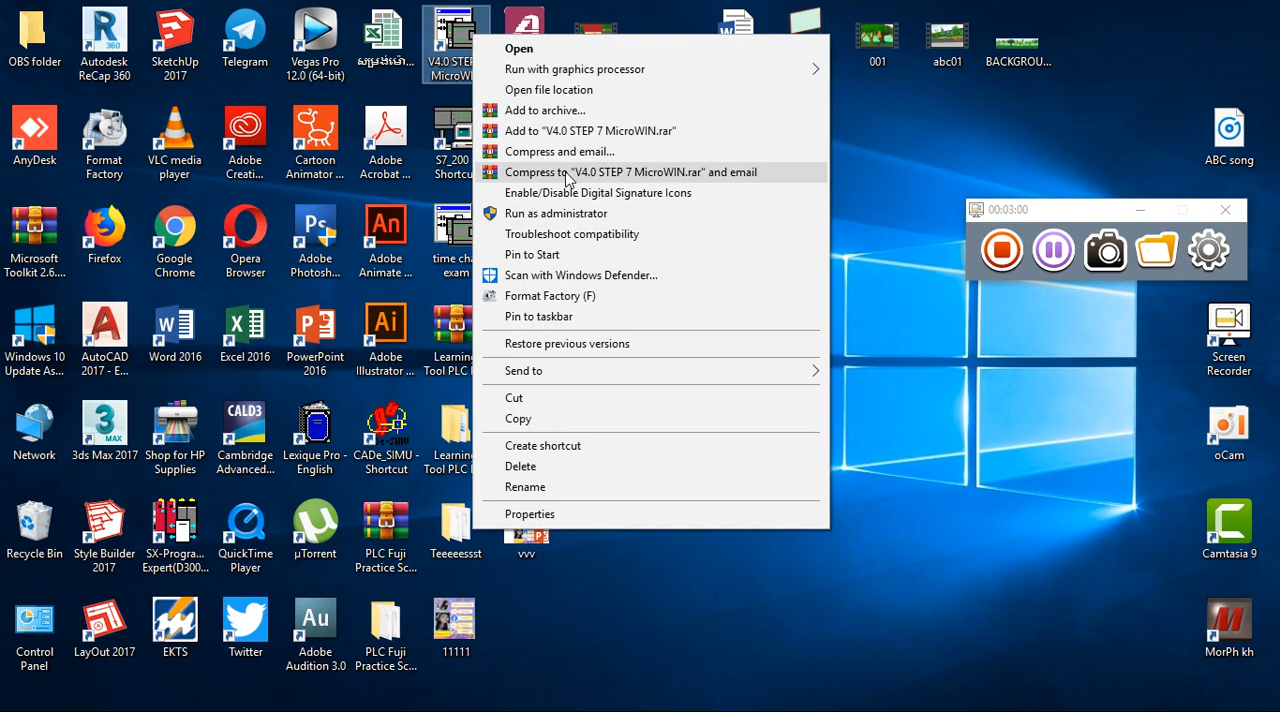 OBS folder
Autodesk
ReCap 360
SketchUp
2017
Telegram
Vegas Pro
12.0 (64-bit)
V4.0 STEP
MicroWI
001
abc01
BACKGROU...
Open
Run with graphics processor
Open file location
Add to archive...
Add to "V4.0 STEP 7 MicroWIN.rar"
Compress and email...
Compress to "V4.0 STEP 7 MicroWIN.rar" and email
Enable/Disable Digital Signature Icons
Run as administrator
Troubleshoot compatibility
Pin to Start
Scan with Windows Defender...
Format Factory (F)
Pin to taskbar
Restore previous versions
Send to
Cut
Copy
Create shortcut
Delete
Rename
Properties
AnyDesk
Format
Factory
VLC media
player
Adobe
Creati...
Cartoon
Animator ...
Adobe
Acrobat ...
S7_200
Shortcu
ABC song
00:03:00
Microsoft
Toolkit 2.6....
Firefox
Google
Chrome
Opera
Browser
Ps
Adobe
Photosh...
An
Adobe
Animate ...
time cha
exam
Windows 10
Update As...
AutoCAD
2017 - E...
Word 2016
Excel 2016
PowerPoint
2016
Ai
Adobe
Illustrator ...
Learnin
Tool PLC
Screen
Recorder
Network
3
MAX
3ds Max 2017
Shop for HP
Supplies
CALD3
Cambridge
Advanced...
Lexique Pro -
English
CADe_SIMU -
Shortcut
Learnin
Tool PLC
oCam
Recycle Bin
Style Builder
2017
SX-Progra...
Expert(D300...
QuickTime
Player
µTorrent
PLC Fuji
Practice Sc...
Teeeeessst
vvv
Camtasia 9
Control
Panel
LayOut 2017
EKTS
Twitter
Au
Adobe
Audition 3.0
PLC Fuji
Practice Sc...
11111
MorPh kh